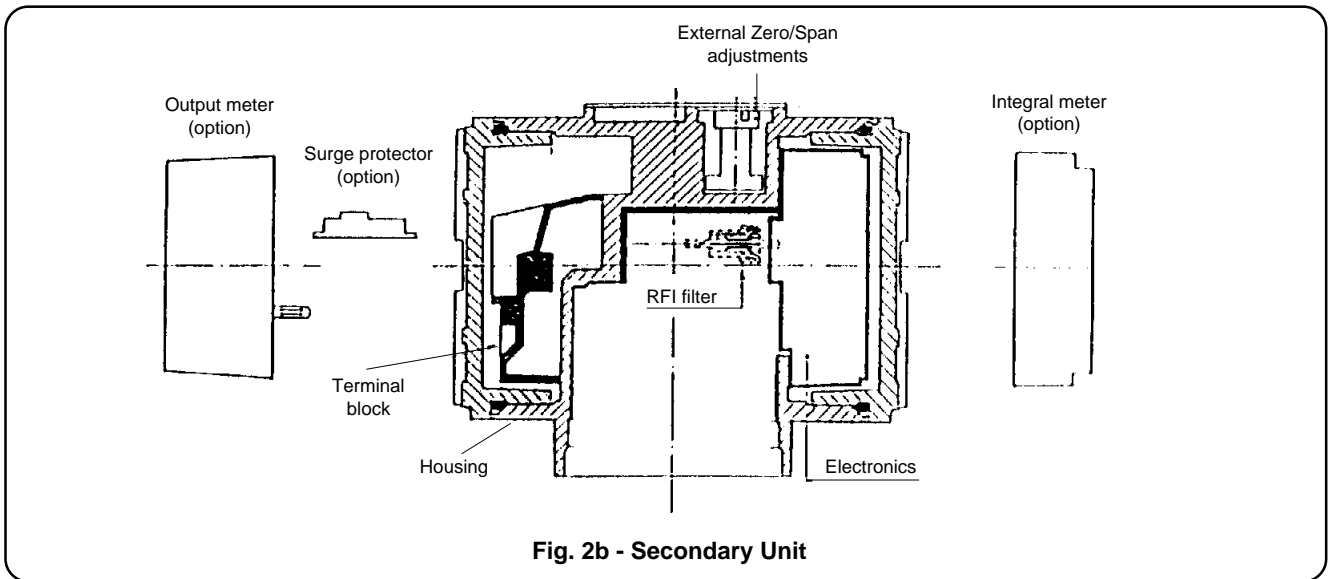 External Zero/Span
adjustments
Output meter
(option)
Integral meter
(option)
Surge protector
(option)
RFI filter
Terminal
block
Housing
Electronics
Fig. 2b - Secondary Unit